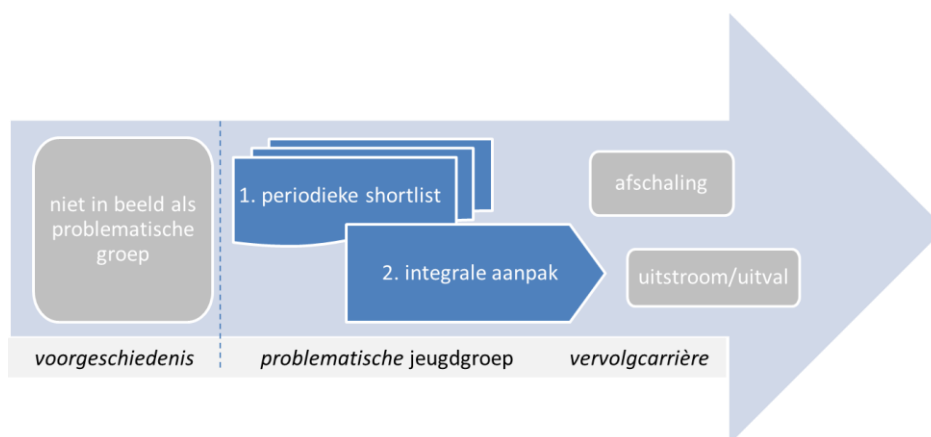 niet in beeld als
problematische
groep
1. periodieke shortlist
2. integrale aanpak
afschaling
uitstroom/uitval
voorgeschiedenis
problematische jeugdgroep
vervolgcarrière